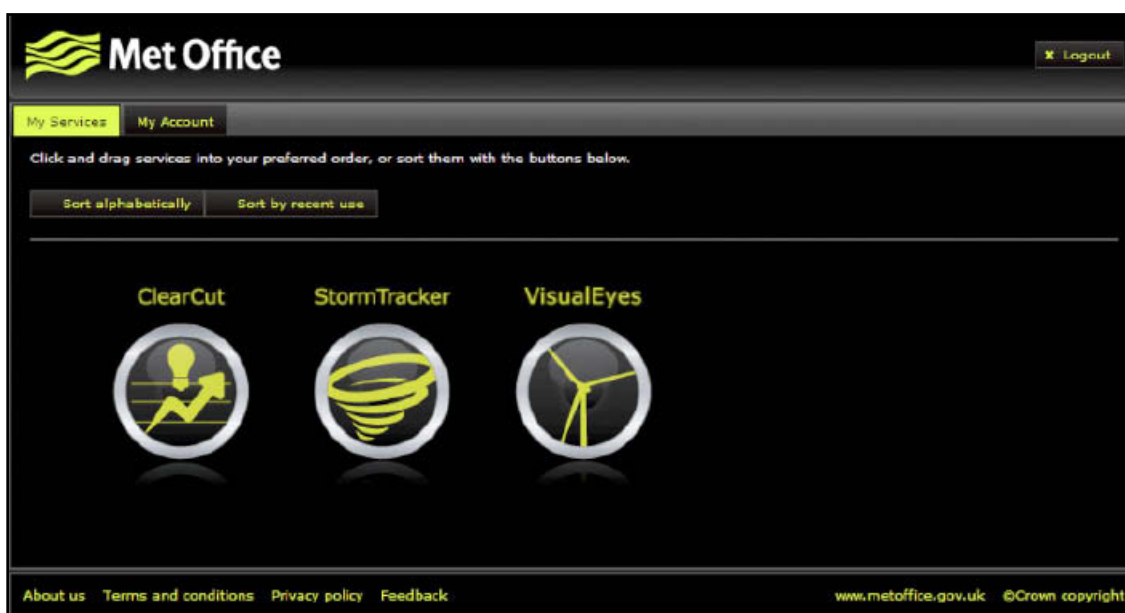 Met Office
x Logout
My Services My Account
Click and drag services into your preferred order, or sort them with the buttons below.
Sort alphabetically Sort by recent use
ClearCut StormTracker VisualEyes
About us Terms and conditions Privacy policy Feedback www.metoffice.gov.uk ©Crown copyright